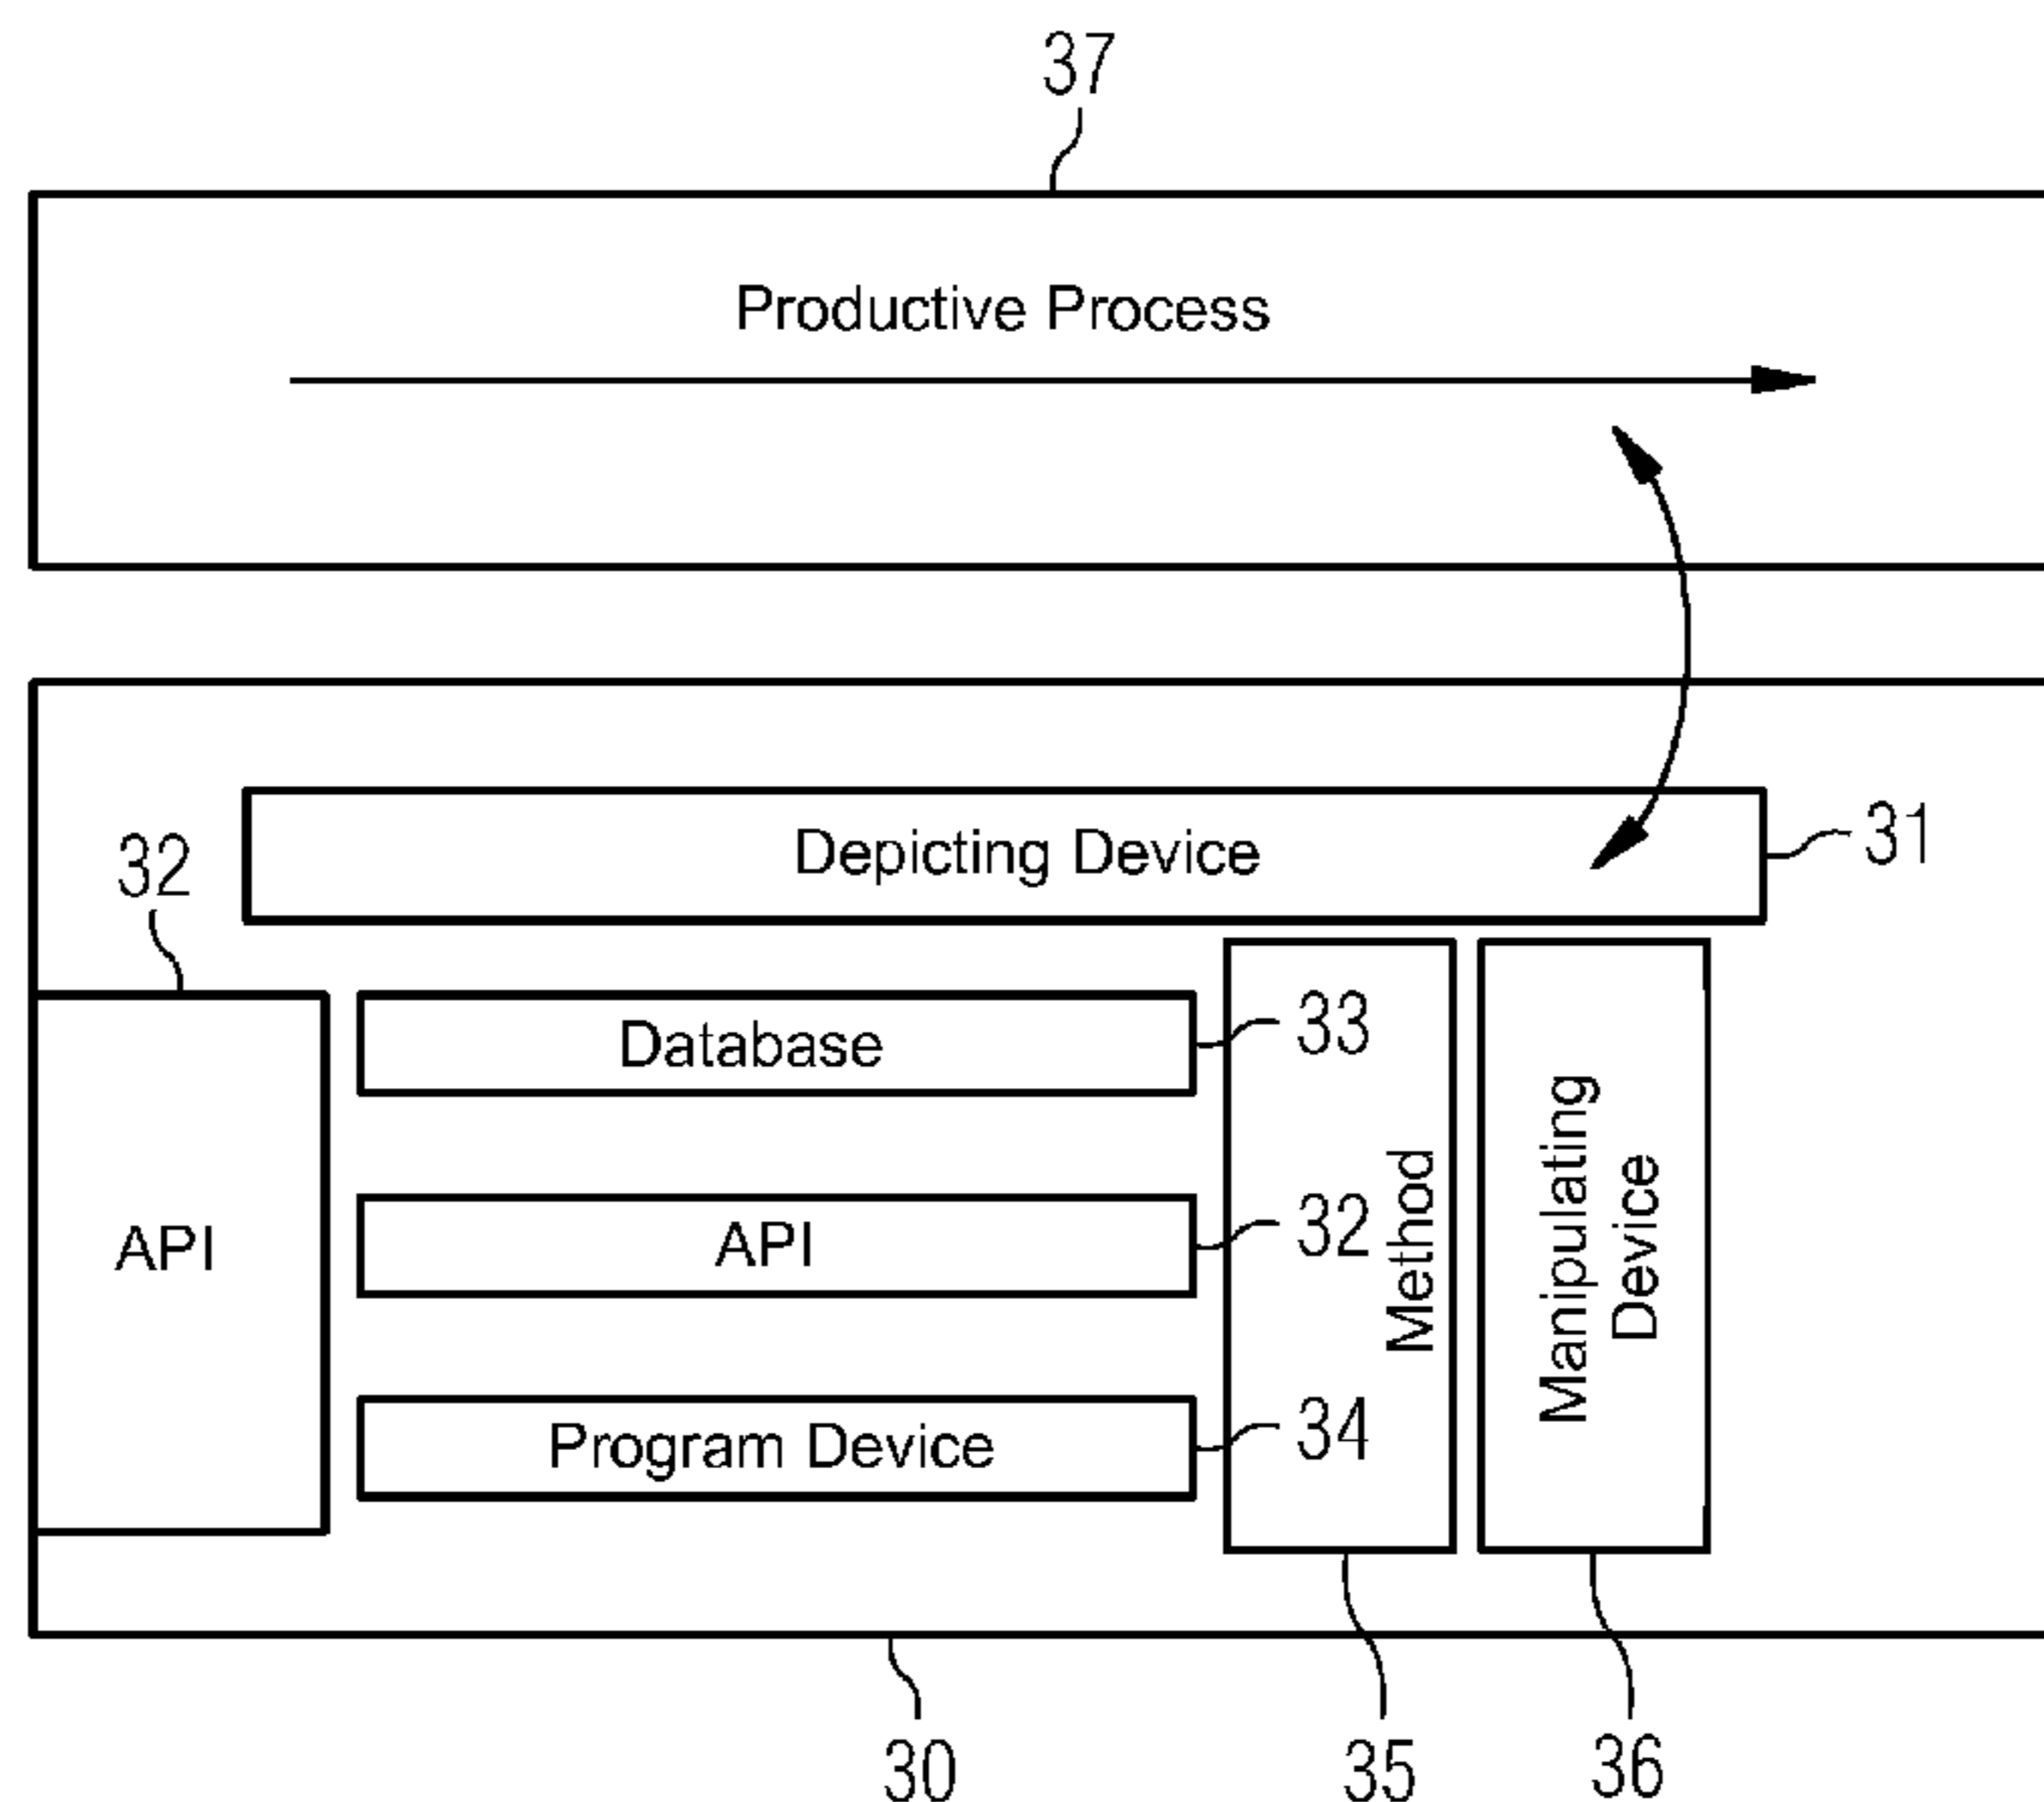 37
Productive Process
Depicting Device
31
32
Database
33
API
API
32
Method
Manipulating
Device
Program Device
34
30
35
36